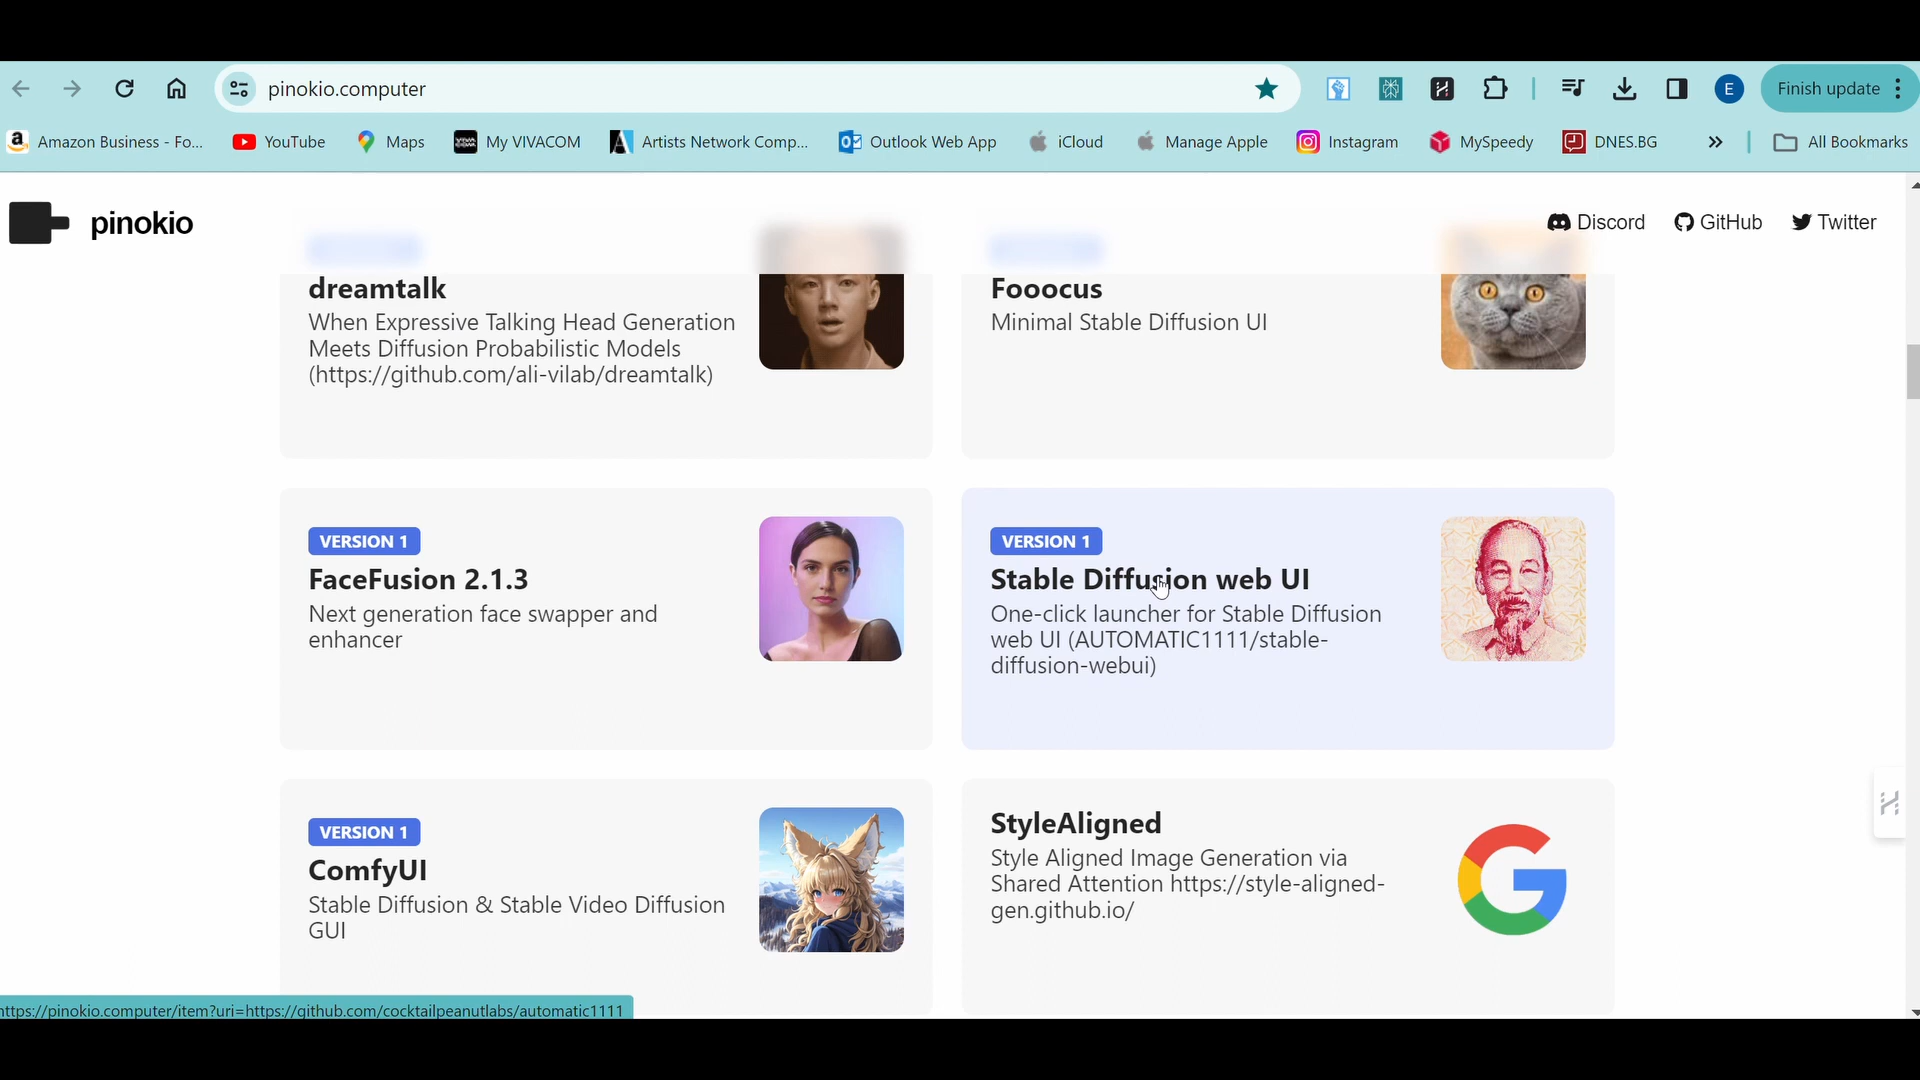 pinokio.computer
E
Finish update
Amazon Business - Fo...
YouTube
Maps
My VIVACOM
Artists Network Comp...
Outlook Web App
iCloud
Manage Apple
Instagram
MySpeedy
DNES.BG
»
All Bookmarks
pinokio
Discord
GitHub
Twitter
dreamtalk
When Expressive Talking Head Generation
Meets Diffusion Probabilistic Models
(https://github.com/ali-vilab/dreamtalk)
Fooocus
Minimal Stable Diffusion UI
VERSION 1
FaceFusion 2.1.3
Next generation face swapper and
enhancer
VERSION 1
Stable Diffusion web UI
One-click launcher for Stable Diffusion
web UI (AUTOMATIC1111/stable-
diffusion-webui)
VERSION 1
ComfyUI
Stable Diffusion & Stable Video Diffusion
GUI
StyleAligned
Style Aligned Image Generation via
Shared Attention https://style-aligned-
gen.github.io/
https://pinokio.computer/item?uri=https://github.com/cocktailpeanutlabs/automatic1111